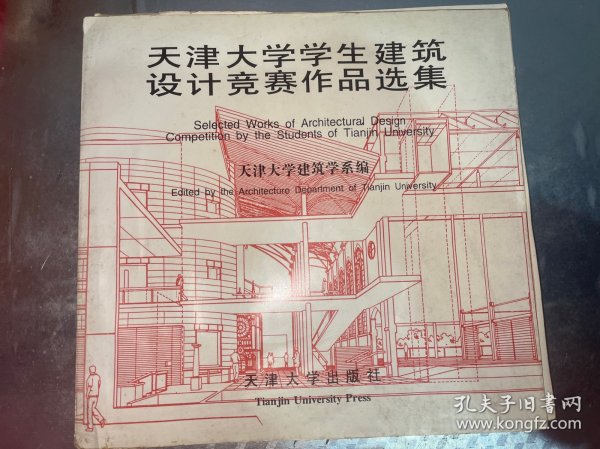 天津大学学生建筑
设计竞赛作品选集
Selected Works of Architectural Design
Competition by the Students of Tianjin University
天津大学建筑学系编
Edited by the Architecture Department of Tianjin University
天津大学出版社
Tianjin University Press
孔夫子旧书网
www.kongfz.com